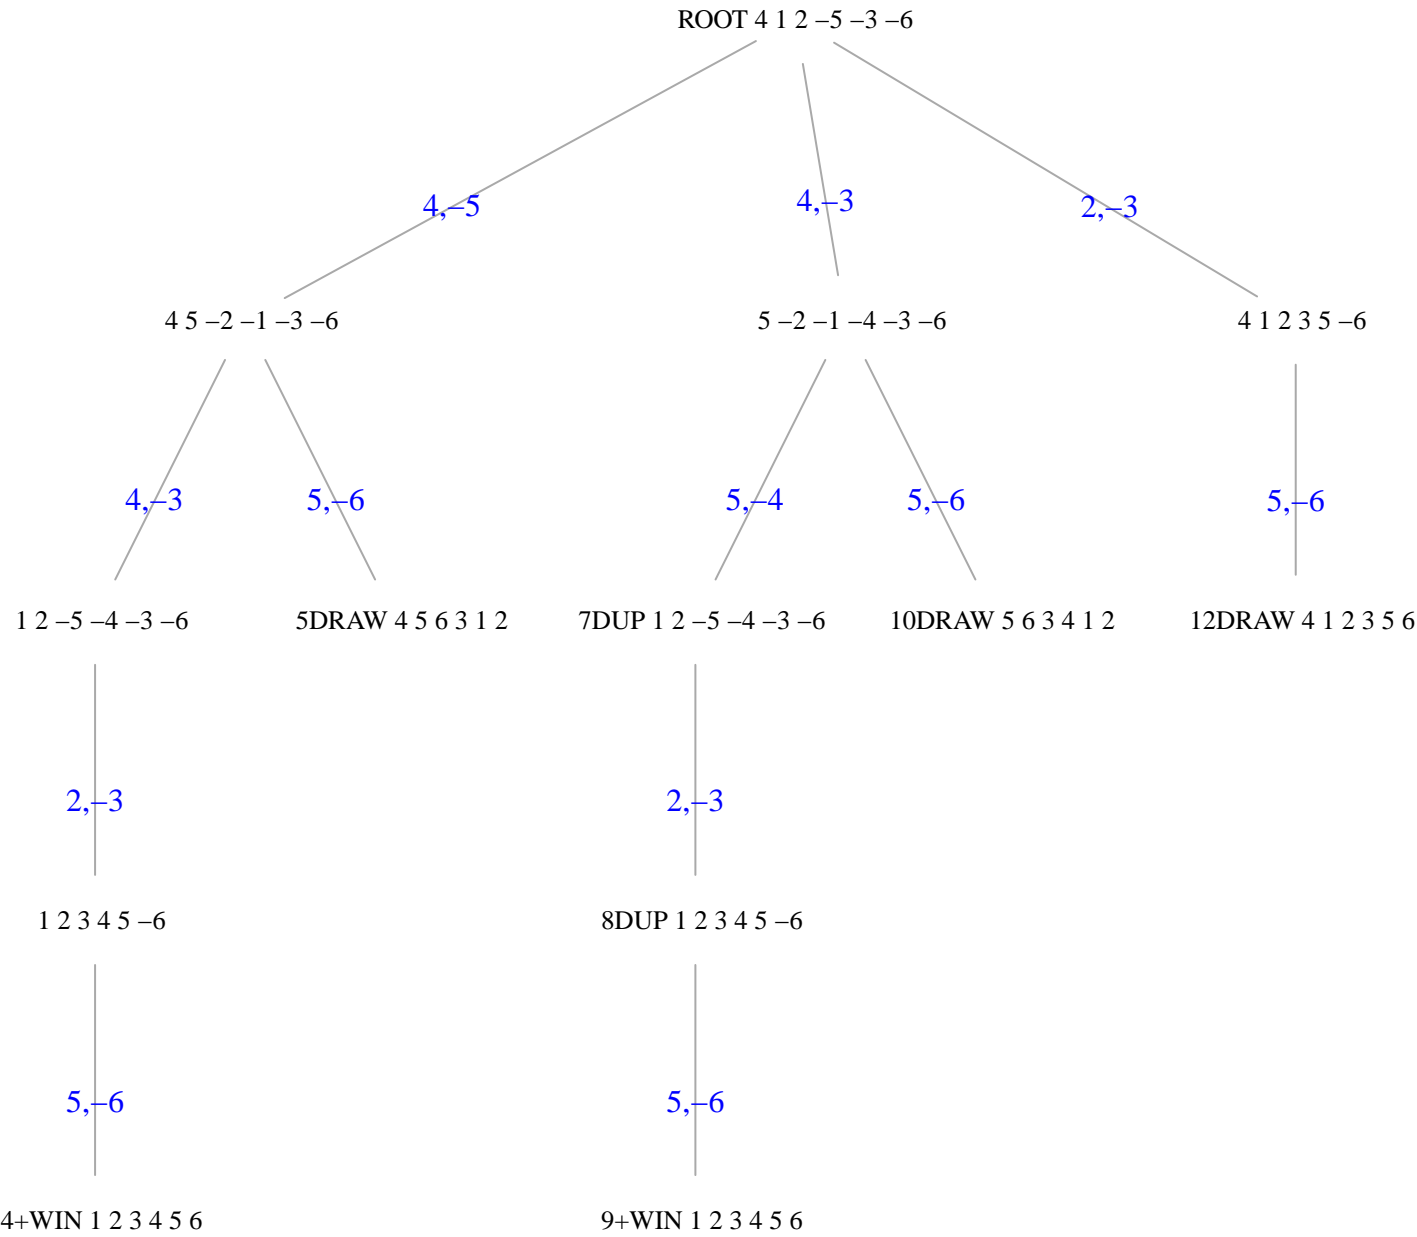 ROOT 4 1 2 –5 –3 –6
4,–5
4,–3
2,–3
4 5 –2 –1 –3 –6
5 –2 –1 –4 –3 –6
4 1 2 3 5 –6
4,–3
5,–6
5,–4
5,–6
5,–6
1 2 –5 –4 –3 –6
5DRAW 4 5 6 3 1 2
7DUP 1 2 –5 –4 –3 –6
10DRAW 5 6 3 4 1 2
12DRAW 4 1 2 3 5 6
2,–3
2,–3
1 2 3 4 5 –6
8DUP 1 2 3 4 5 –6
5,–6
5,–6
4+WIN 1 2 3 4 5 6
9+WIN 1 2 3 4 5 6